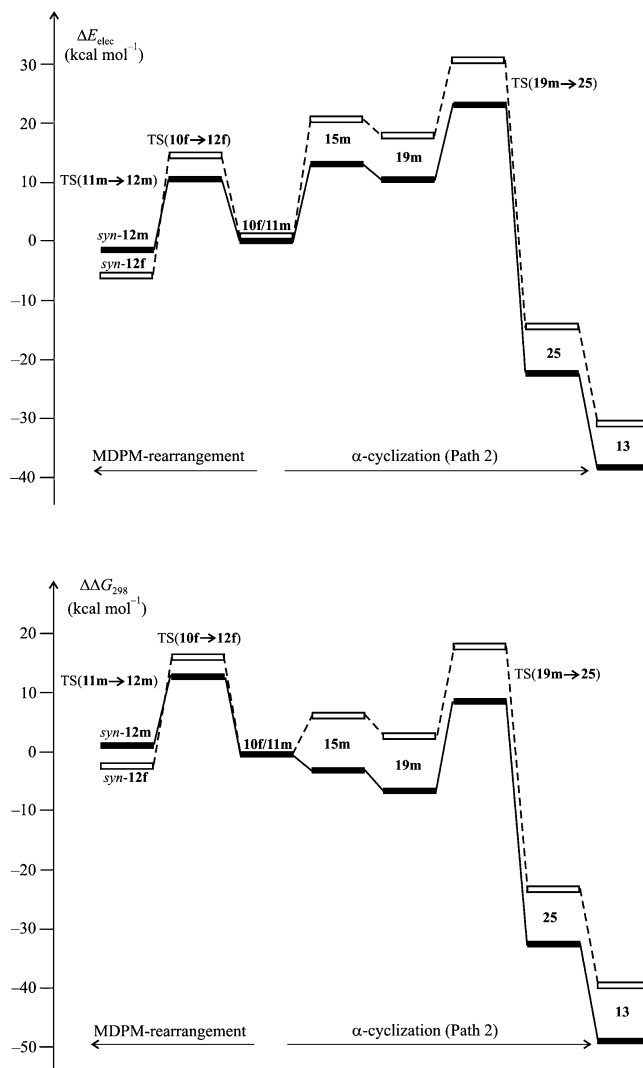 ΔE_elec
(kcal mol⁻¹)
30
20
10
0
−10
−20
−30
−40
TS(10f→12f)
TS(11m→12m)
syn-12m
syn-12f
10f/11m
15m
19m
TS(19m→25)
25
13
MDPM-rearrangement
α-cyclization (Path 2)
ΔΔG₂₉₈
(kcal mol⁻¹)
20
10
0
−10
−20
−30
−40
−50
TS(10f→12f)
TS(11m→12m)
syn-12m
syn-12f
10f/11m
15m
19m
TS(19m→25)
25
13
MDPM-rearrangement
α-cyclization (Path 2)